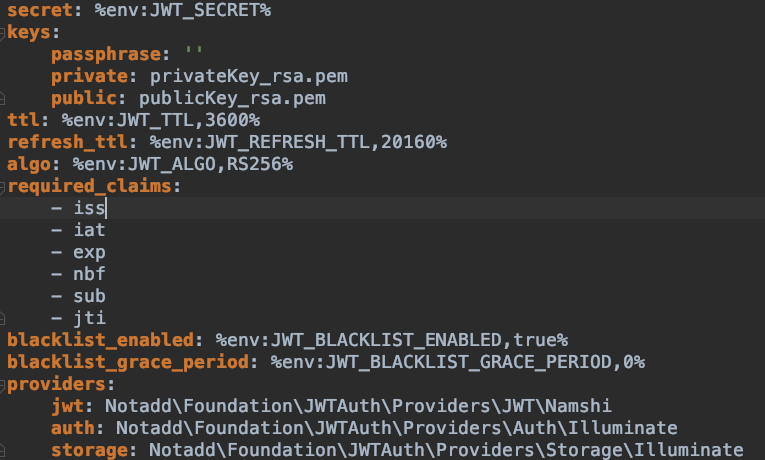 secret: %env:JWT_SECRET%
keys:
    passphrase: ''
    private: privateKey_rsa.pem
    public: publicKey_rsa.pem
ttl: %env:JWT_TTL,3600%
refresh_ttl: %env:JWT_REFRESH_TTL,20160%
algo: %env:JWT_ALGO,RS256%
required_claims:
    - iss
    - iat
    - exp
    - nbf
    - sub
    - jti
blacklist_enabled: %env:JWT_BLACKLIST_ENABLED,true%
blacklist_grace_period: %env:JWT_BLACKLIST_GRACE_PERIOD,0%
providers:
    jwt: Notadd\Foundation\JWTAuth\Providers\JWT\Namshi
    auth: Notadd\Foundation\JWTAuth\Providers\Auth\Illuminate
    storage: Notadd\Foundation\JWTAuth\Providers\Storage\Illuminate